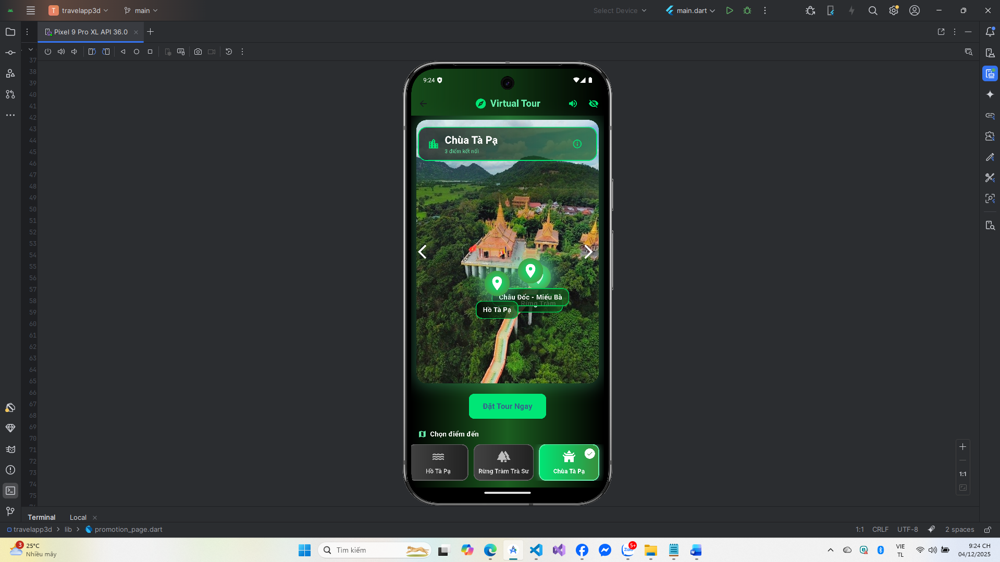 T travelapp3d main Select Device main.dart
Pixel 9 Pro XL API 36.0
37
38
39
40
41
42
43
44
45
46
47
48
49
50
51
52
53
54
55
56
57
58
59
60
61
62
63
64
65
66
67
68
69
70
71
72
73
74
75
9:24
Virtual Tour
Chùa Tà Pạ
3 điểm kết nối
Châu Đốc - Miếu Bà
Rừng Tràm
Hồ Tà Pạ
Đặt Tour Ngay
Chọn điểm đến
Hồ Tà Pạ
Rừng Tràm Trà Sư
Chùa Tà Pạ
1:1
Terminal Local
travelapp3d lib promotion_page.dart 1:1 CRLF UTF-8 2 spaces
3
25°C
Nhiều mây
Tìm kiếm
Zalo
5+
VIE
TL
9:24 CH
04/12/2025